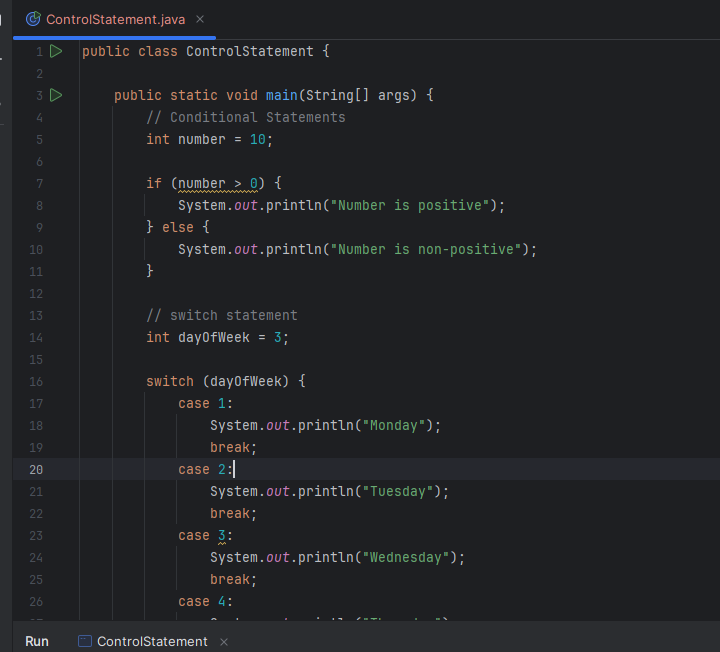 ControlStatement.java ×
1 public class ControlStatement {
2
3 public static void main(String[] args) {
4 // Conditional Statements
5 int number = 10;
6
7 if (number > 0) {
8 System.out.println("Number is positive");
9 } else {
10 System.out.println("Number is non-positive");
11 }
12
13 // switch statement
14 int dayOfWeek = 3;
15
16 switch (dayOfWeek) {
17 case 1:
18 System.out.println("Monday");
19 break;
20 case 2:
21 System.out.println("Tuesday");
22 break;
23 case 3:
24 System.out.println("Wednesday");
25 break;
26 case 4:
Run ControlStatement ×